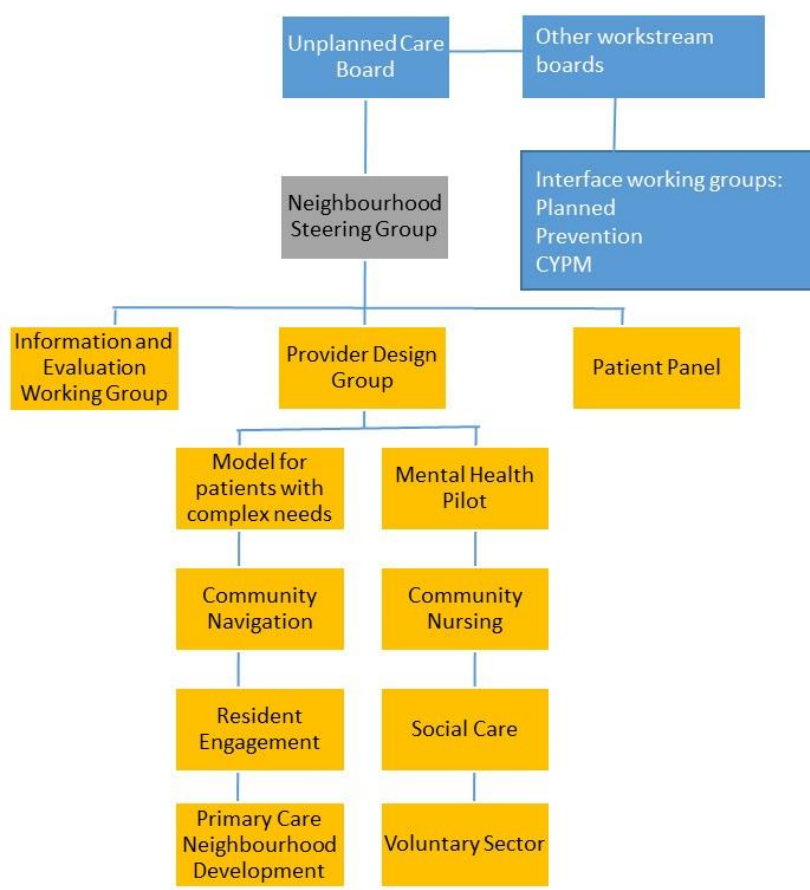 Unplanned Care
Board
Other workstream
boards
Interface working groups:
Planned
Prevention
CYPM
Neighbourhood
Steering Group
Information and
Evaluation
Working Group
Provider Design
Group
Patient Panel
Model for
patients with
complex needs
Mental Health
Pilot
Community
Navigation
Community
Nursing
Resident
Engagement
Social Care
Primary Care
Neighbourhood
Development
Voluntary Sector